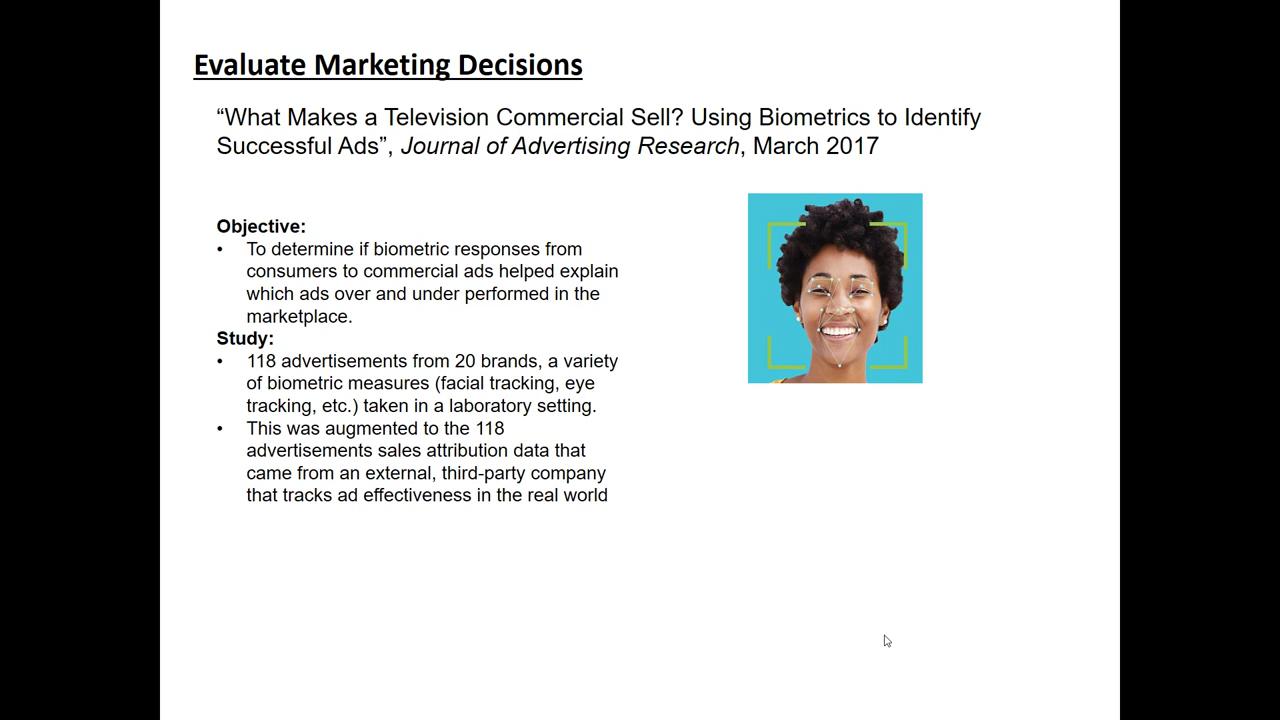 Evaluate Marketing Decisions
“What Makes a Television Commercial Sell? Using Biometrics to Identify
Successful Ads”, Journal of Advertising Research, March 2017
Objective:
• To determine if biometric responses from
consumers to commercial ads helped explain
which ads over and under performed in the
marketplace.
Study:
• 118 advertisements from 20 brands, a variety
of biometric measures (facial tracking, eye
tracking, etc.) taken in a laboratory setting.
• This was augmented to the 118
advertisements sales attribution data that
came from an external, third-party company
that tracks ad effectiveness in the real world